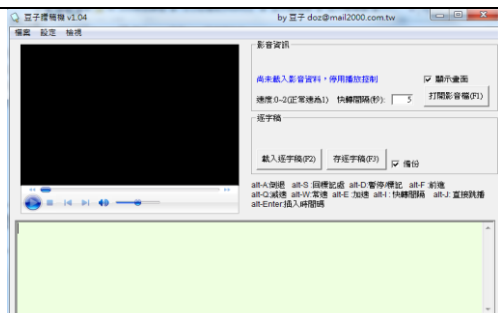 豆子謄稿機 v1.04
by 豆子 doz@mail2000.com.tw
檔案 設定 檢視
影音資訊
尚未載入影音資料，停用播放控制
顯示畫面
速度:0~2(正常速為1) 快轉間隔(秒): 5
打開影音檔(F1)
逐字稿
載入逐字稿(F2)
存逐字稿(F3)
備份
alt-A:倒退 alt-S:回標記處 alt-D:暫停/標記 alt-F:前進
alt-Q:減速 alt-W:常速 alt-E:加速 alt-I:快轉間隔 alt-J:直接跳播
alt-Enter:插入時間碼